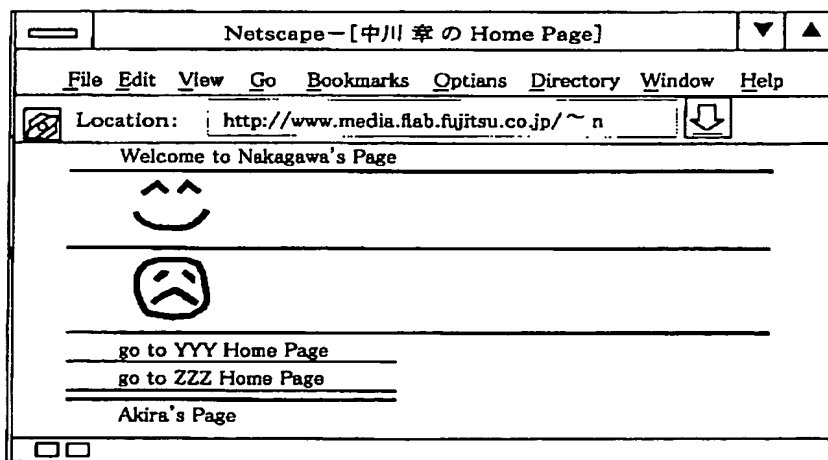 Netscape－[中川 章 の Home Page]
File Edit View Go Bookmarks Optians Directory Window Help
Location: http://www.media.flab.fujitsu.co.jp/~n
Welcome to Nakagawa's Page
go to YYY Home Page
go to ZZZ Home Page
Akira's Page